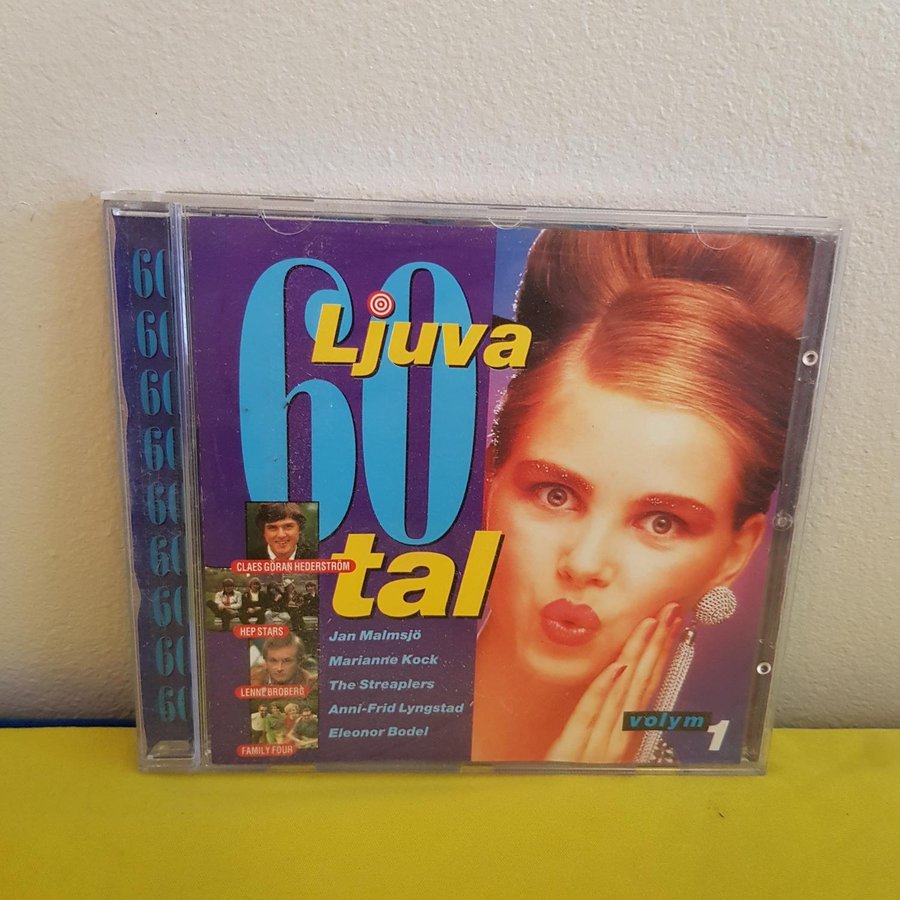 60
60
60
60
60
60
60
60
60
60
Ljuva
tal
CLAES GÖRAN HEDERSTRÖM
HEP STARS
LENNE BROBERG
FAMILY FOUR
Jan Malmsjö
Marianne Kock
The Streaplers
Anni-Frid Lyngstad
Eleonor Bodel
volym 1